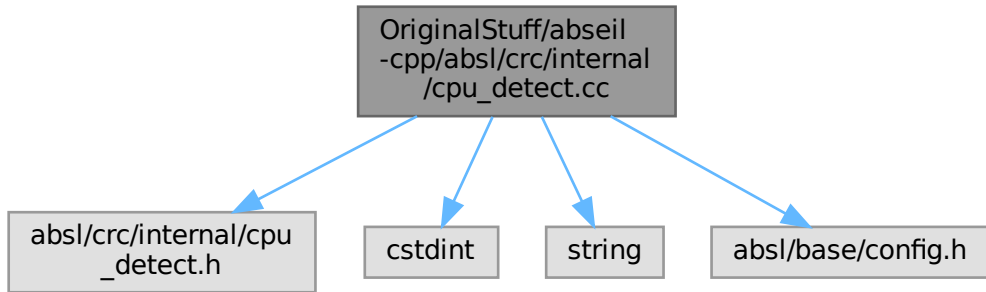 OriginalStuff/abseil
-cpp/absl/crc/internal
/cpu_detect.cc
absl/crc/internal/cpu
_detect.h
cstdint
string
absl/base/config.h